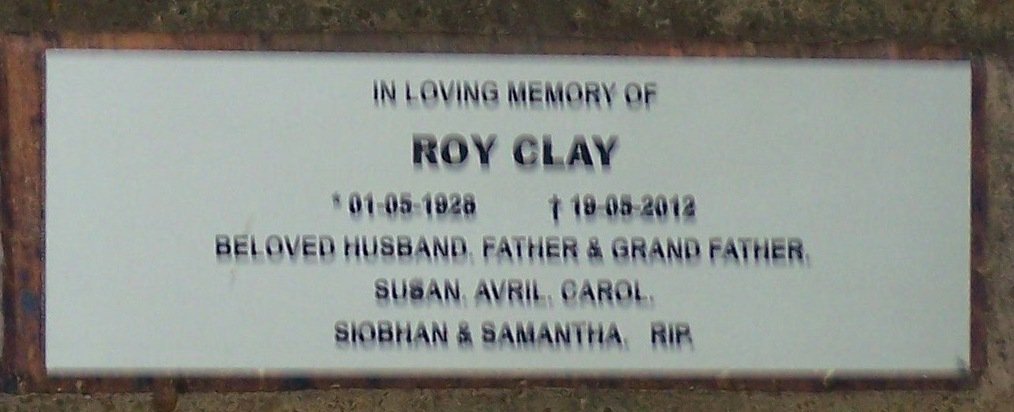 IN LOVING MEMORY OF
ROY CLAY
* 01-05-1928 † 19-05-2012
BELOVED HUSBAND, FATHER & GRAND FATHER,
SUSAN, AVRIL, CAROL,
SIOBHAN & SAMANTHA, RIP.